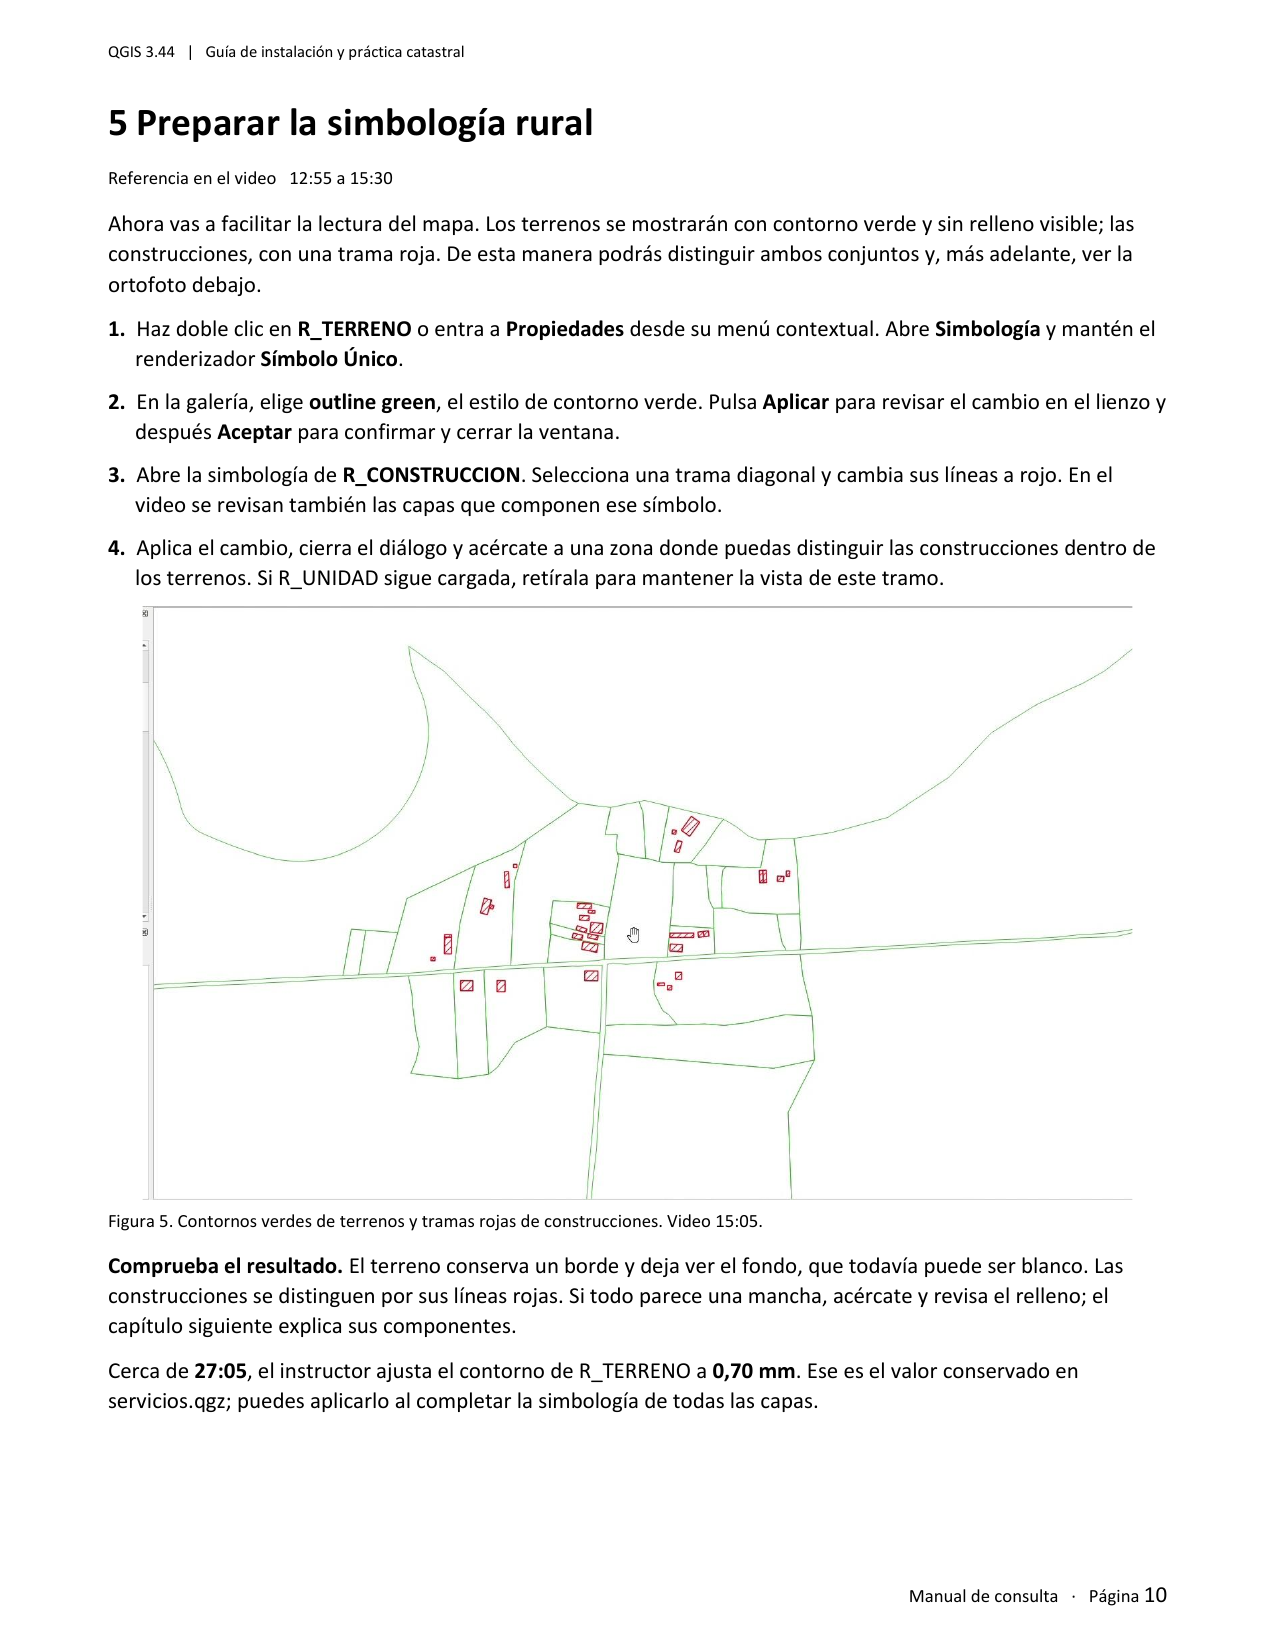 QGIS 3.44 | Guía de instalación y práctica catastral
5 Preparar la simbología rural
Referencia en el video 12:55 a 15:30
Ahora vas a facilitar la lectura del mapa. Los terrenos se mostrarán con contorno verde y sin relleno visible; las
construcciones, con una trama roja. De esta manera podrás distinguir ambos conjuntos y, más adelante, ver la
ortofoto debajo.
1. Haz doble clic en R_TERRENO o entra a Propiedades desde su menú contextual. Abre Simbología y mantén el
renderizador Símbolo Único.
2. En la galería, elige outline green, el estilo de contorno verde. Pulsa Aplicar para revisar el cambio en el lienzo y
después Aceptar para confirmar y cerrar la ventana.
3. Abre la simbología de R_CONSTRUCCION. Selecciona una trama diagonal y cambia sus líneas a rojo. En el
video se revisan también las capas que componen ese símbolo.
4. Aplica el cambio, cierra el diálogo y acércate a una zona donde puedas distinguir las construcciones dentro de
los terrenos. Si R_UNIDAD sigue cargada, retírala para mantener la vista de este tramo.
Figura 5. Contornos verdes de terrenos y tramas rojas de construcciones. Video 15:05.
Comprueba el resultado. El terreno conserva un borde y deja ver el fondo, que todavía puede ser blanco. Las
construcciones se distinguen por sus líneas rojas. Si todo parece una mancha, acércate y revisa el relleno; el
capítulo siguiente explica sus componentes.
Cerca de 27:05, el instructor ajusta el contorno de R_TERRENO a 0,70 mm. Ese es el valor conservado en
servicios.qgz; puedes aplicarlo al completar la simbología de todas las capas.
Manual de consulta · Página 10